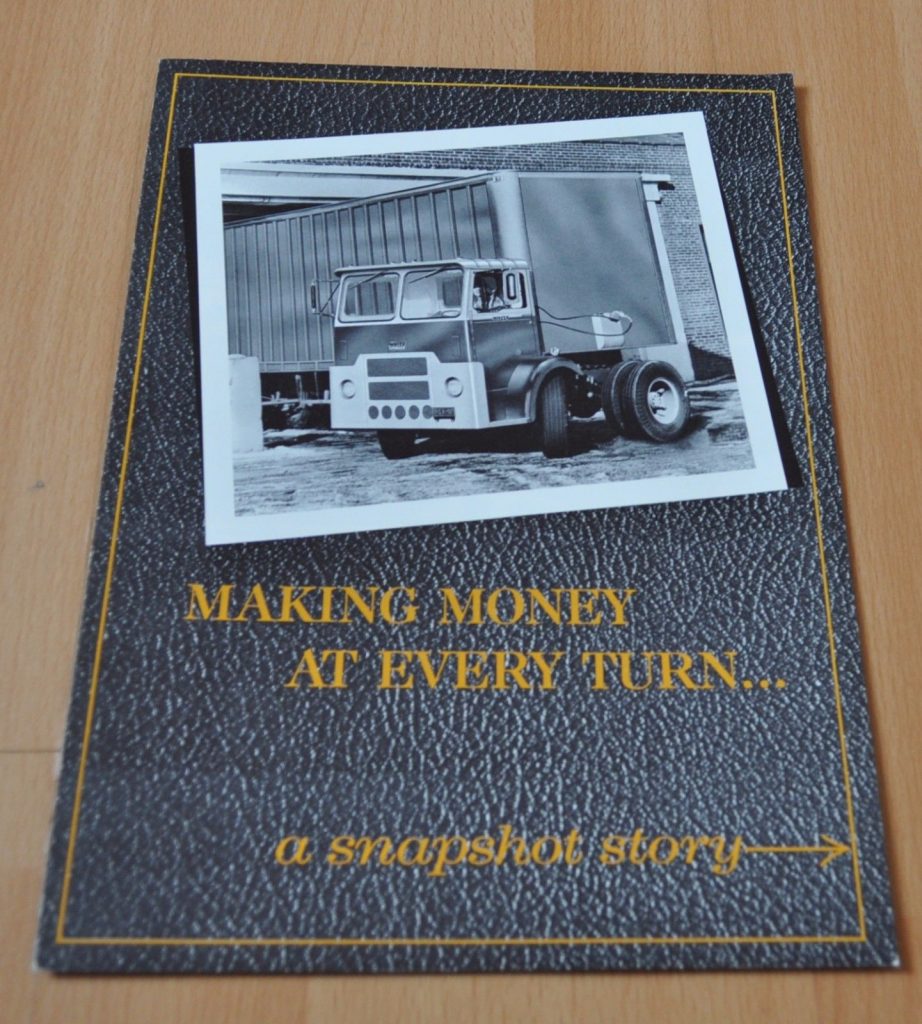 MAKING MONEY
AT EVERY TURN...
a snapshot story